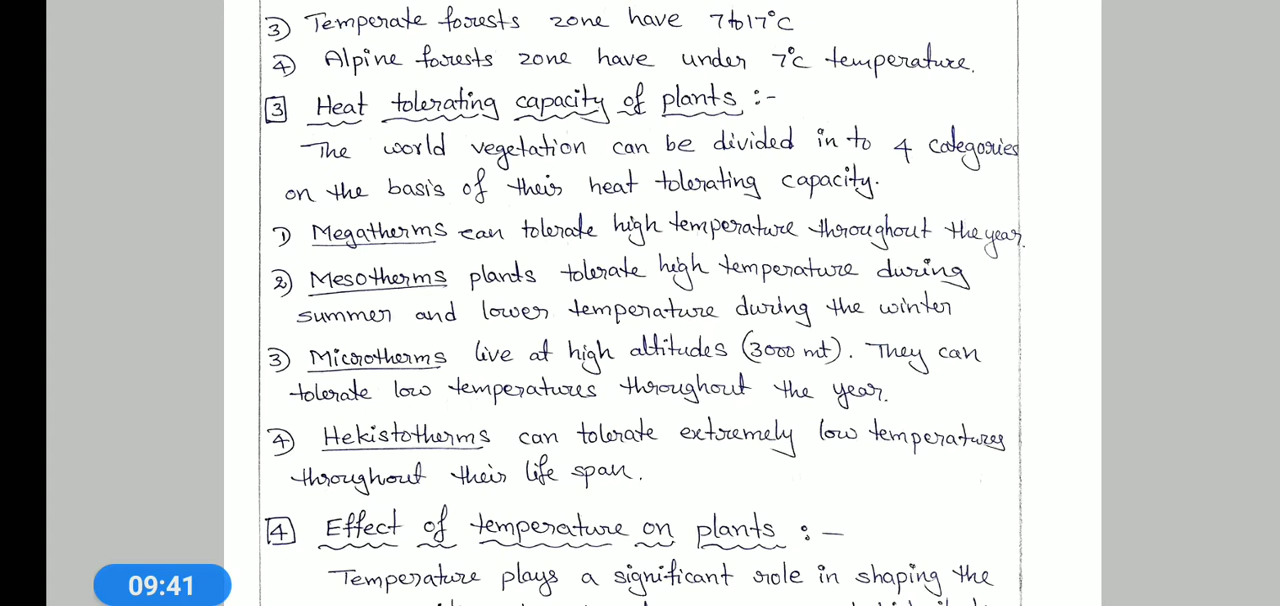 3) Temperate forests zone have 7 to 17°C
4) Alpine forests zone have under 7°C temperature.
3 Heat tolerating capacity of plants :-
The world vegetation can be divided in to 4 categories
on the basis of their heat tolerating capacity.
1) Megatherms can tolerate high temperature throughout the year.
2) Mesotherms plants tolerate high temperature during
summer and lower temperature during the winter
3) Microtherms live at high altitudes (3000 mt). They can
tolerate low temperatures throughout the year.
4) Hekistotherms can tolerate extremely low temperatures
throughout their life span.
4 Effect of temperature on plants :-
Temperature plays a significant role in shaping the
09:41